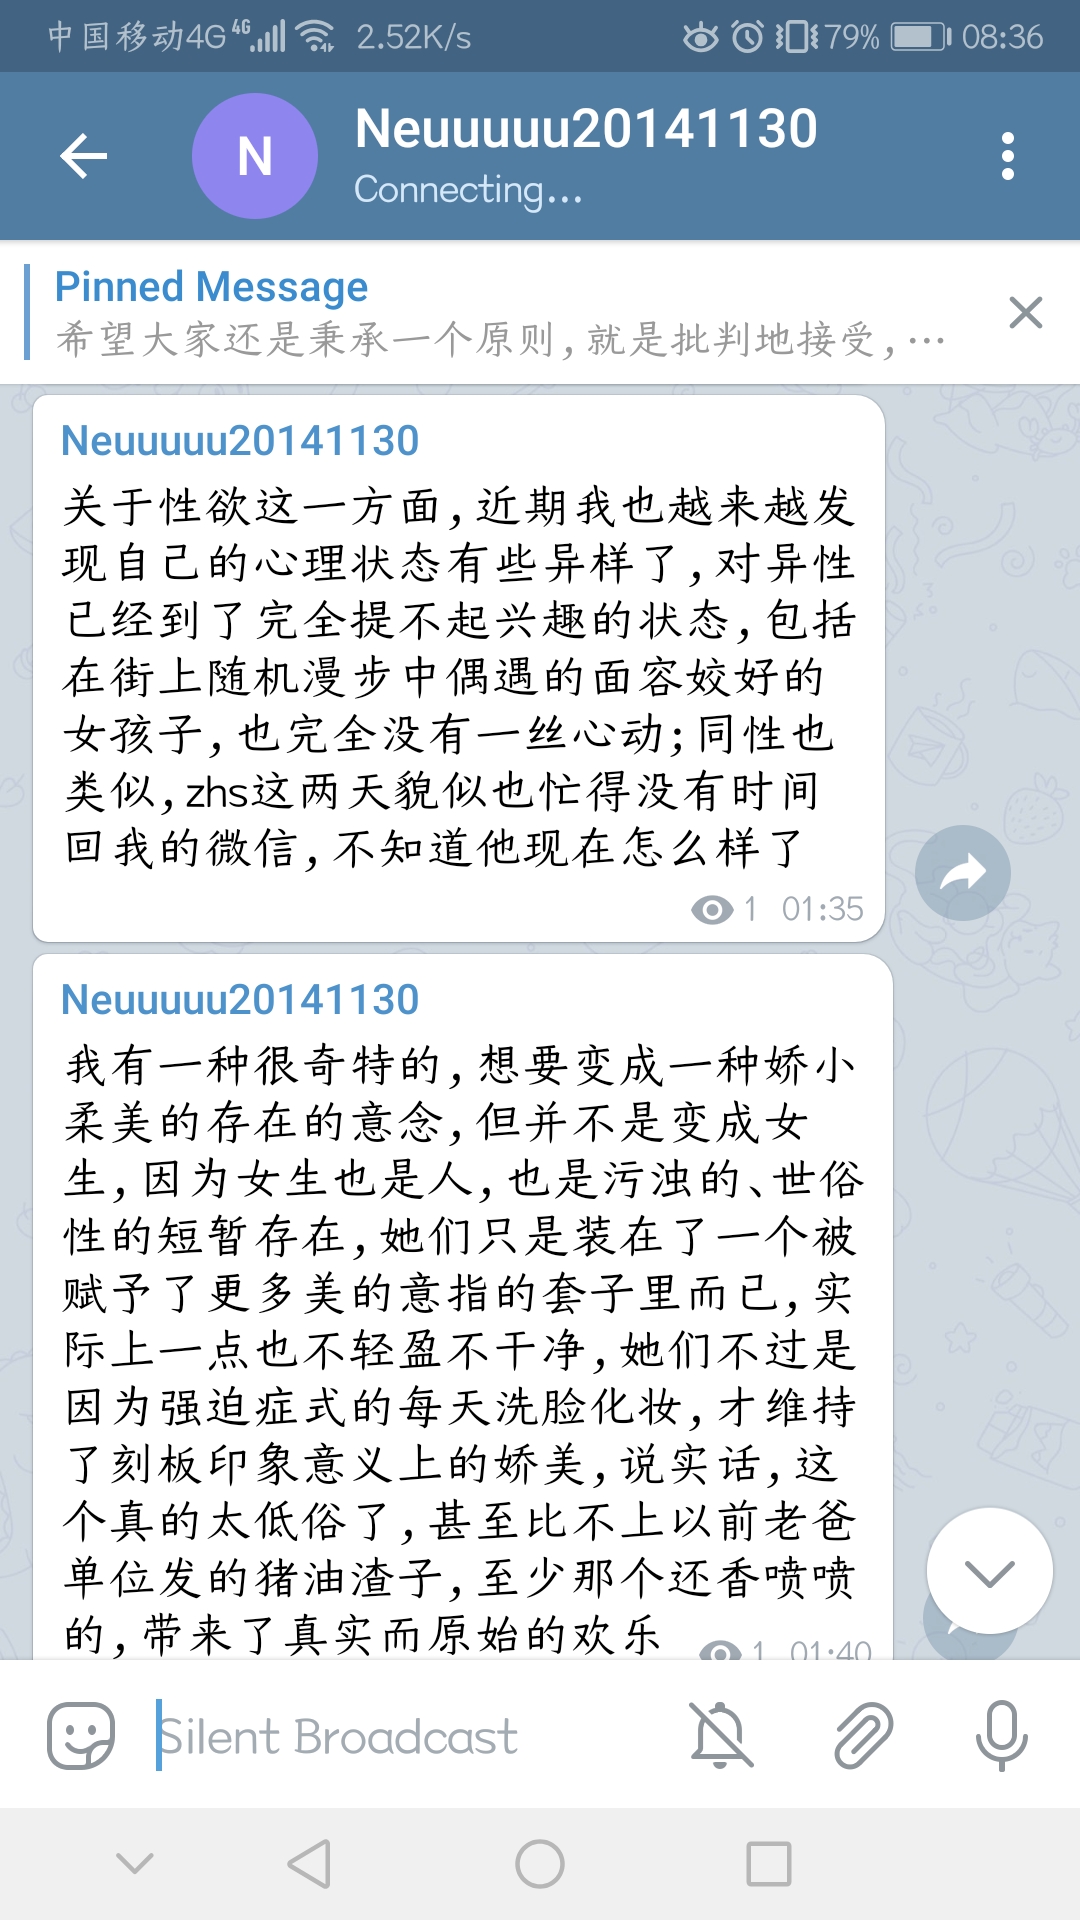 中国移动4G 4G 2.52K/s 79% 08:36
N
Neuuuuu20141130
Connecting...
Pinned Message
希望大家还是秉承一个原则,就是批判地接受,...
Neuuuuu20141130
关于性欲这一方面,近期我也越来越发
现自己的心理状态有些异样了,对异性
已经到了完全提不起兴趣的状态,包括
在街上随机漫步中偶遇的面容姣好的
女孩子,也完全没有一丝心动;同性也
类似,zhs这两天貌似也忙得没有时间
回我的微信,不知道他现在怎么样了
1 01:35
Neuuuuu20141130
我有一种很奇特的,想要变成一种娇小
柔美的存在的意念,但并不是变成女
生,因为女生也是人,也是污浊的、世俗
性的短暂存在,她们只是装在了一个被
赋予了更多美的意指的套子里而已,实
际上一点也不轻盈不干净,她们不过是
因为强迫症式的每天洗脸化妆,才维持
了刻板印象意义上的娇美,说实话,这
个真的太低俗了,甚至比不上以前老爸
单位发的猪油渣子,至少那个还香喷喷
的,带来了真实而原始的欢乐
1 01:40
Silent Broadcast